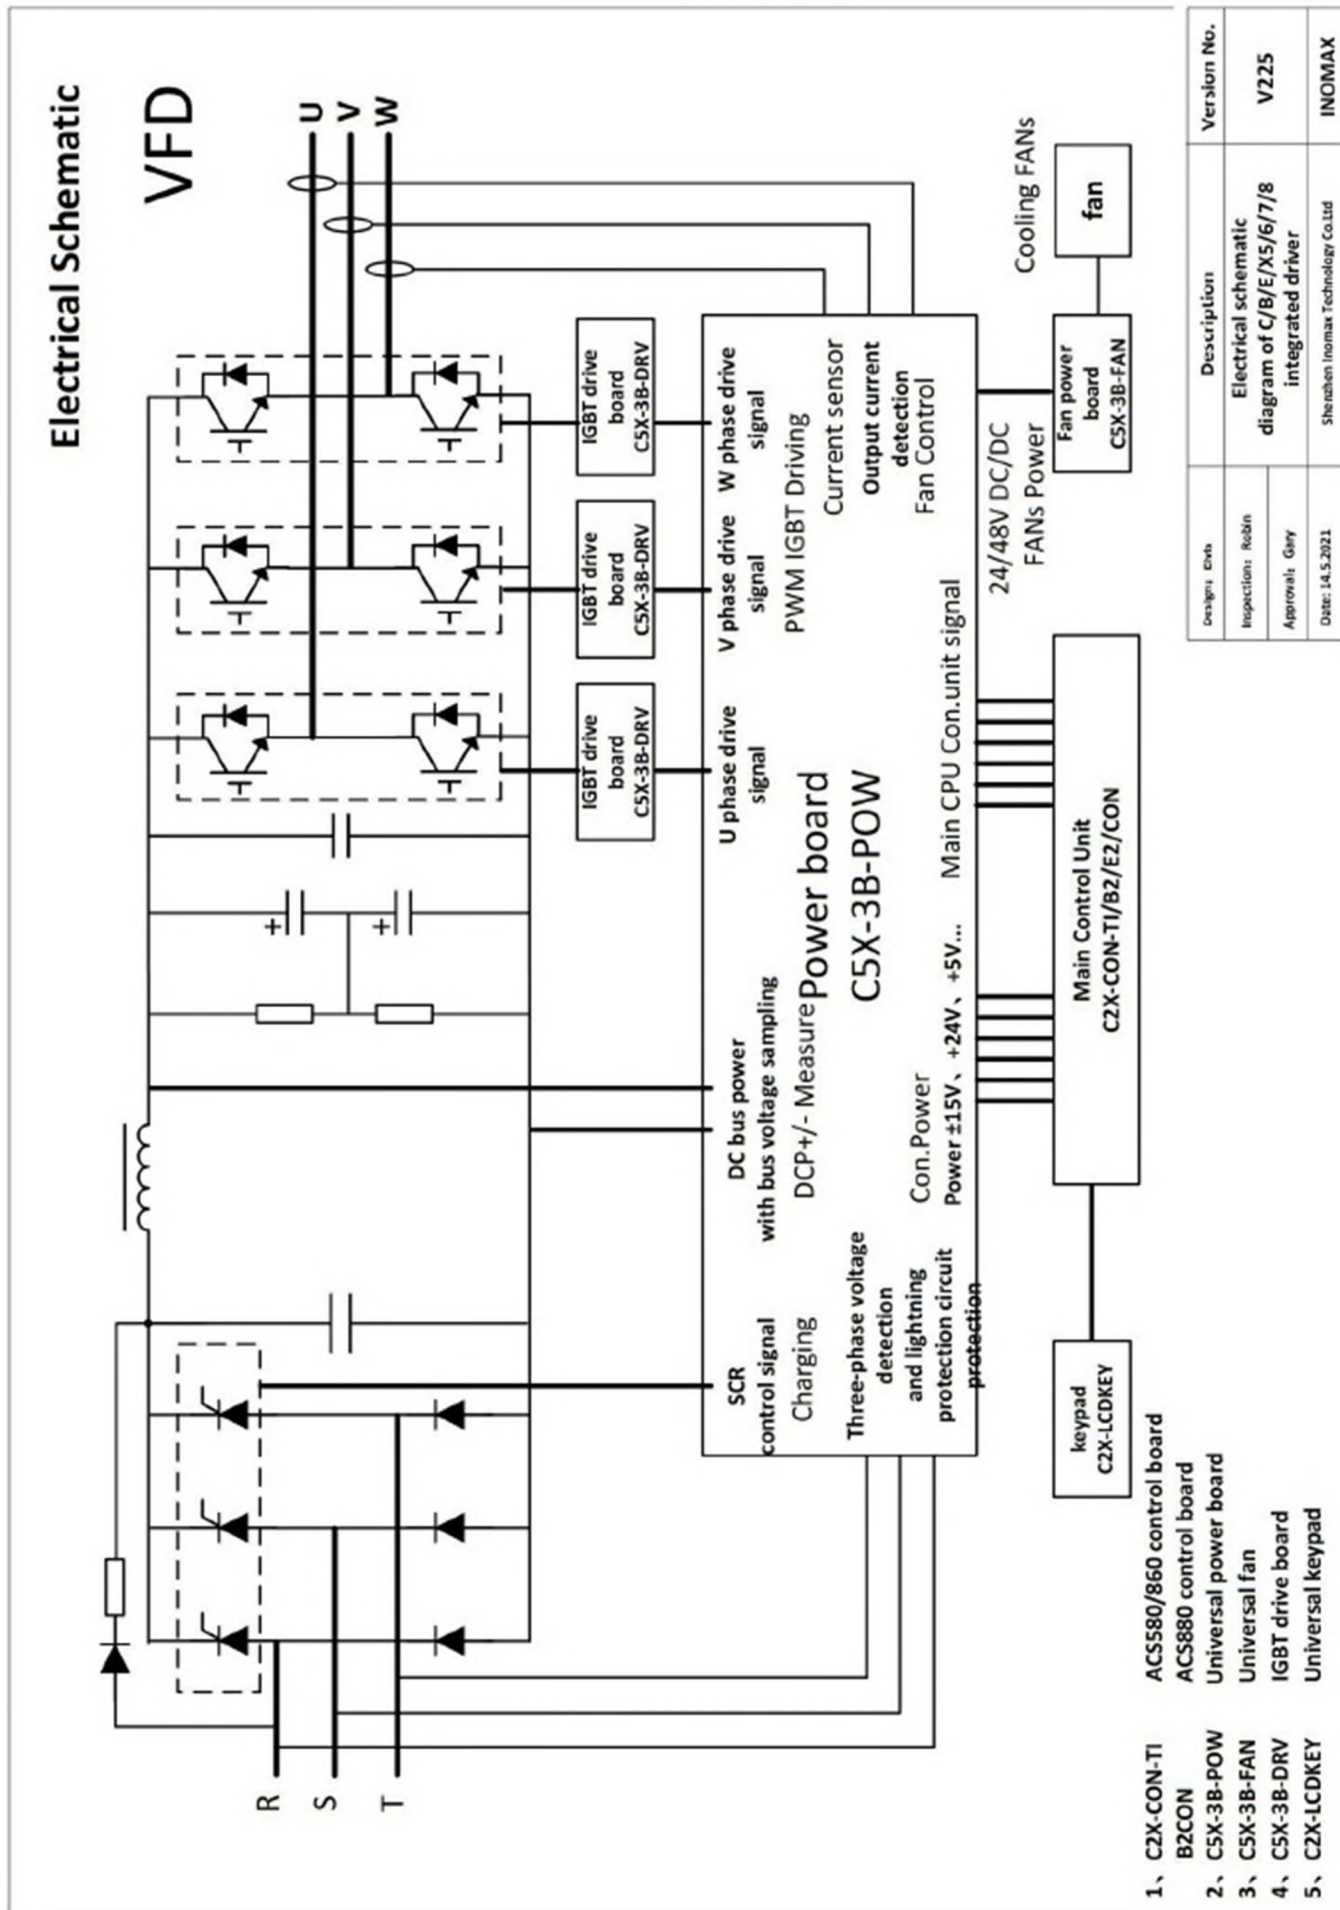 Electrical Schematic
VFD
U
V
W
R
S
T
IGBT drive
board
C5X-3B-DRV
IGBT drive
board
C5X-3B-DRV
IGBT drive
board
C5X-3B-DRV
SCR
control signal
Charging
DC bus power
with bus voltage sampling
DCP+/- Measure
U phase drive
signal
V phase drive
signal
W phase drive
signal
PWM IGBT Driving
Power board
C5X-3B-POW
Current sensor
Output current
detection
Fan Control
Three-phase voltage
detection
and lightning
protection circuit
protection
Con.Power
Power ±15V、+24V、+5V...
Main CPU Con.unit signal
24/48V DC/DC
FANs Power
Cooling FANs
keypad
C2X-LCDKEY
Main Control Unit
C2X-CON-TI/B2/E2/CON
Fan power
board
C5X-3B-FAN
fan
1、 C2X-CON-TI ACS580/860 control board
B2CON ACS880 control board
2、 C5X-3B-POW Universal power board
3、 C5X-3B-FAN Universal fan
4、 C5X-3B-DRV IGBT drive board
5、 C2X-LCDKEY Universal keypad
Design: Elvis
Description
Version No.
Inspection: Robin
Approval: Gary
Electrical schematic
diagram of C/B/E/X5/6/7/8
integrated driver
V225
Date: 14.5.2021
Shenzhen Inomax Technology Co.Ltd
INOMAX